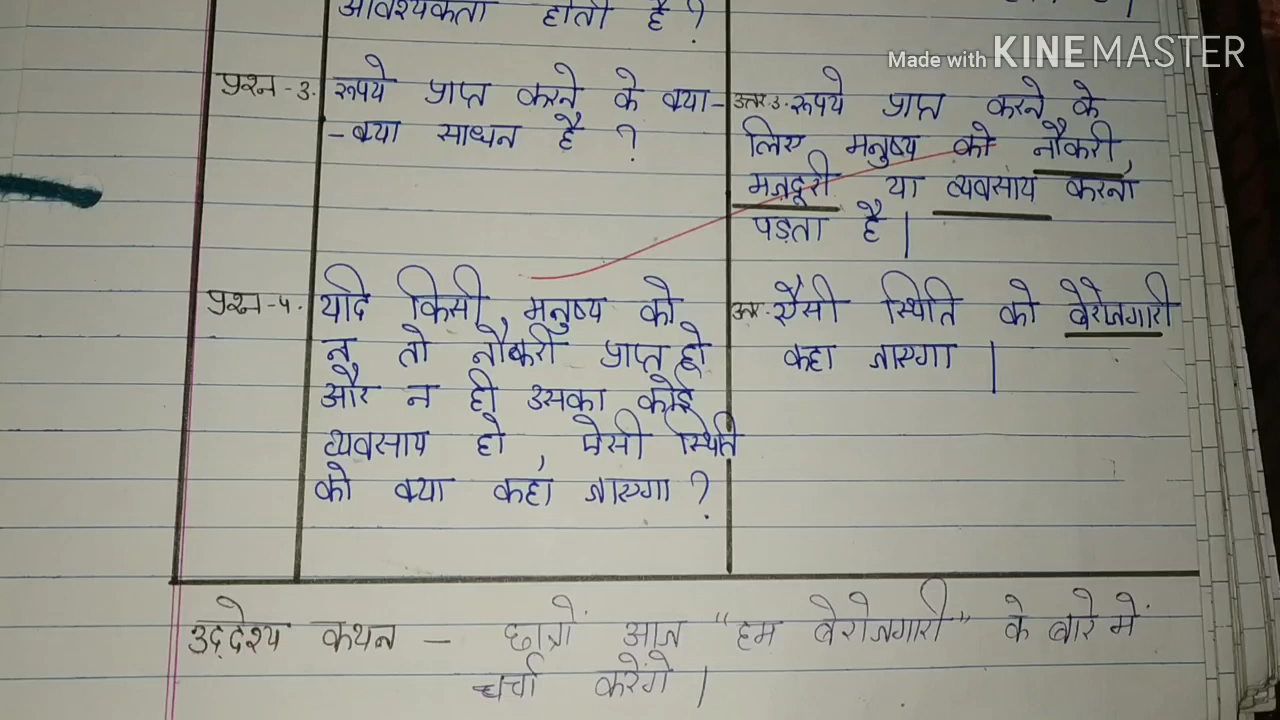 आवश्यकता होती है ?
Made with KINEMASTER
प्रश्न -3. रूपये प्राप्त करने के क्या-
-क्या साधन है ?
उत्तर-3. रूपये प्राप्त करने के
लिए मनुष्य को नौकरी,
मजदूरी या व्यवसाय करना
पड़ता है |
प्रश्न-4. यदि किसी मनुष्य को
न तो नौकरी प्राप्त हो
और न ही उसका कोई
व्यवसाय हो, ऐसी स्थिति
को क्या कहा जाएगा ?
उत्तर. ऐसी स्थिति को बेरोजगारी
कहा जाएगा |
उद्देश्य कथन – छात्रों आज "हम बेरोजगारी" के बारे में
चर्चा करेंगे |